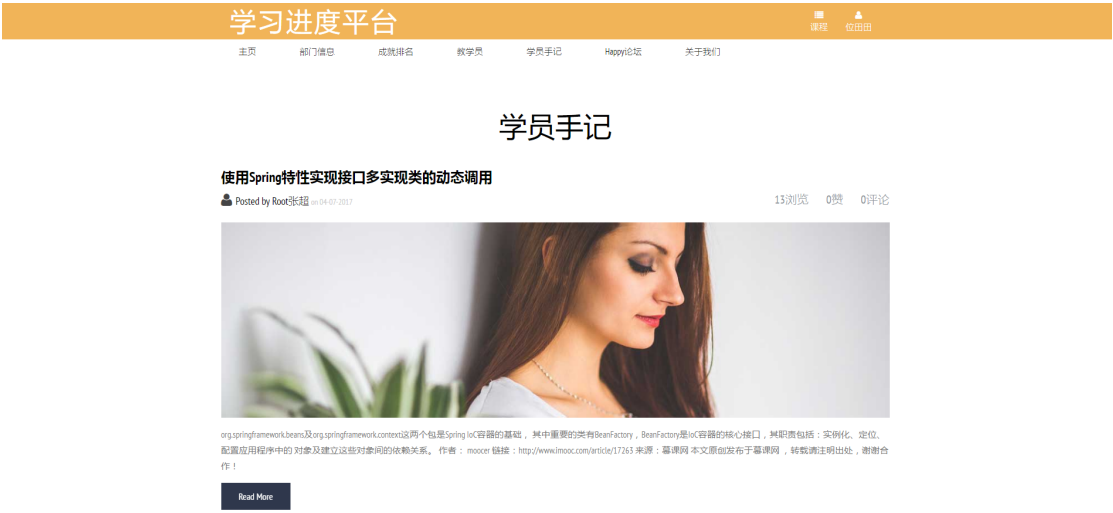 学习进度平台
课程 位田田
主页 部门信息 成就排名 教学员 学员手记 Happy论坛 关于我们
学员手记
使用Spring特性实现接口多实现类的动态调用
Posted by Root张超 on 04-07-2017 13浏览 0赞 0评论
org.springframework.beans及org.springframework.context这两个包是Spring IoC容器的基础， 其中重要的类有BeanFactory，BeanFactory是IoC容器的核心接口，其职责包括：实例化、定位、
配置应用程序中的 对象及建立这些对象间的依赖关系。 作者： moocer 链接：http://www.imooc.com/article/17263 来源：慕课网 本文原创发布于慕课网 ，转载请注明出处，谢谢合
作！
Read More